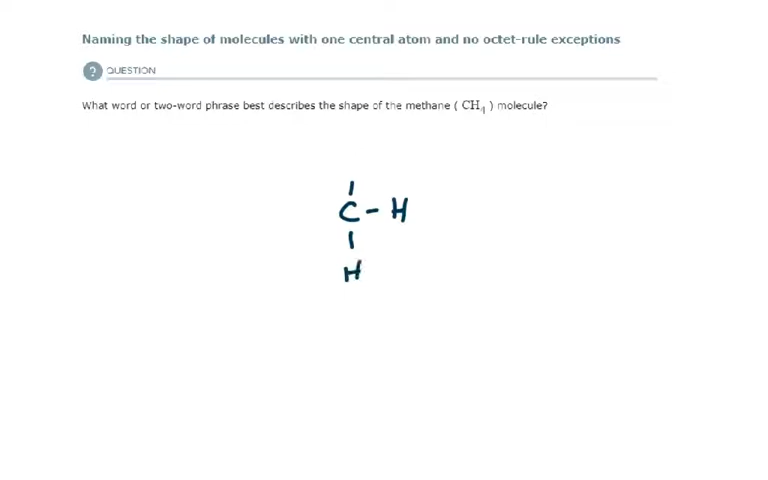 Naming the shape of molecules with one central atom and no octet-rule exceptions
? QUESTION
What word or two-word phrase best describes the shape of the methane ( CH₄ ) molecule?
C - H
H